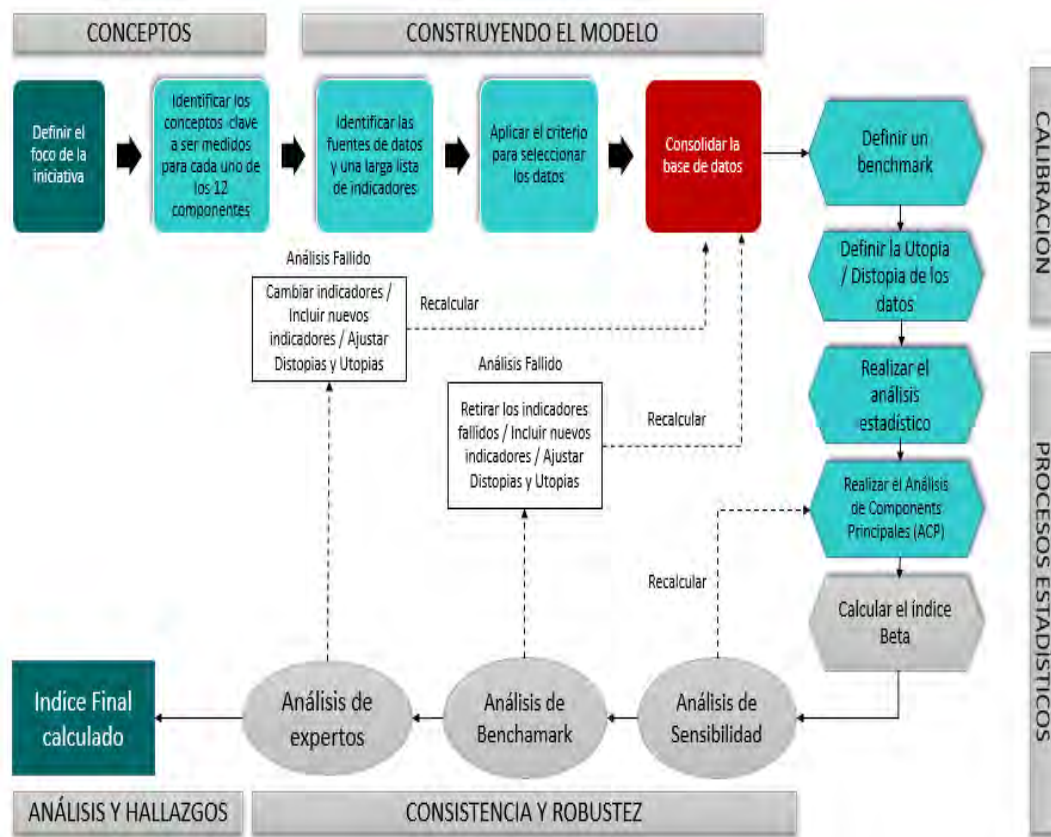 CONCEPTOS
CONSTRUYENDO EL MODELO
Definir el
foco de la
iniciativa
Identificar los
conceptos clave
a ser medidos
para cada uno de
los 12
componentes
Identificar las
fuentes de datos
y una larga lista
de indicadores
Aplicar el criterio
para seleccionar
los datos
Consolidar la
base de datos
Definir un
benchmark
Definir la Utopia
/ Distopia de los
datos
Realizar el
análisis
estadístico
Realizar el Análisis
de Components
Principales (ACP)
Calcular el índice
Beta
CALIBRACION
PROCESOS ESTADISTICOS
Análisis Fallido
Cambiar indicadores /
Incluir nuevos
indicadores / Ajustar
Distopias y Utopias
Recalcular
Análisis Fallido
Retirar los indicadores
fallidos / Incluir nuevos
indicadores / Ajustar
Distopias y Utopias
Recalcular
Recalcular
Indice Final
calculado
Análisis de
expertos
Análisis de
Benchamark
Análisis de
Sensibilidad
ANÁLISIS Y HALLAZGOS
CONSISTENCIA Y ROBUSTEZ